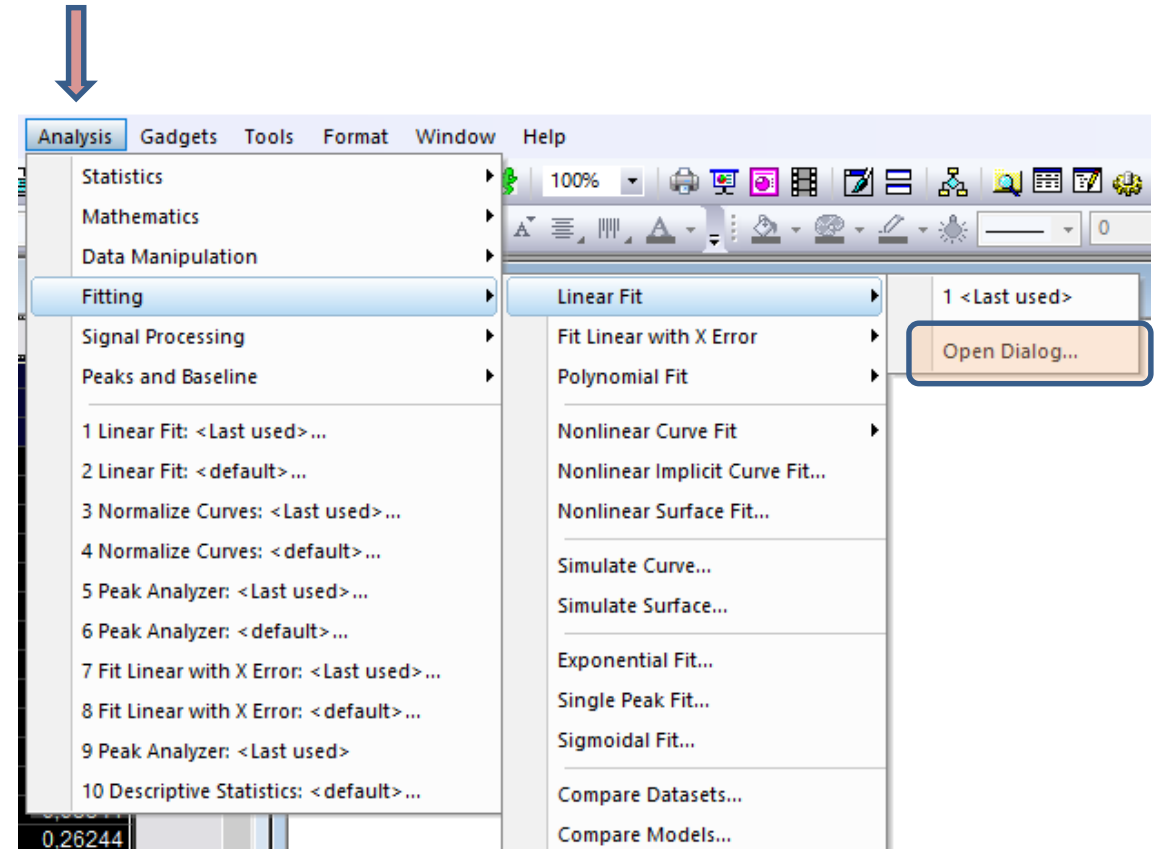 Analysis Gadgets Tools Format Window Help
Statistics
100%
Mathematics
0
Data Manipulation
Fitting
Signal Processing
Peaks and Baseline
1 Linear Fit: <Last used>...
2 Linear Fit: <default>...
3 Normalize Curves: <Last used>...
4 Normalize Curves: <default>...
5 Peak Analyzer: <Last used>...
6 Peak Analyzer: <default>...
7 Fit Linear with X Error: <Last used>...
8 Fit Linear with X Error: <default>...
9 Peak Analyzer: <Last used>
10 Descriptive Statistics: <default>...
0,26244
Linear Fit
Fit Linear with X Error
Polynomial Fit
Nonlinear Curve Fit
Nonlinear Implicit Curve Fit...
Nonlinear Surface Fit...
Simulate Curve...
Simulate Surface...
Exponential Fit...
Single Peak Fit...
Sigmoidal Fit...
Compare Datasets...
Compare Models...
1 <Last used>
Open Dialog...